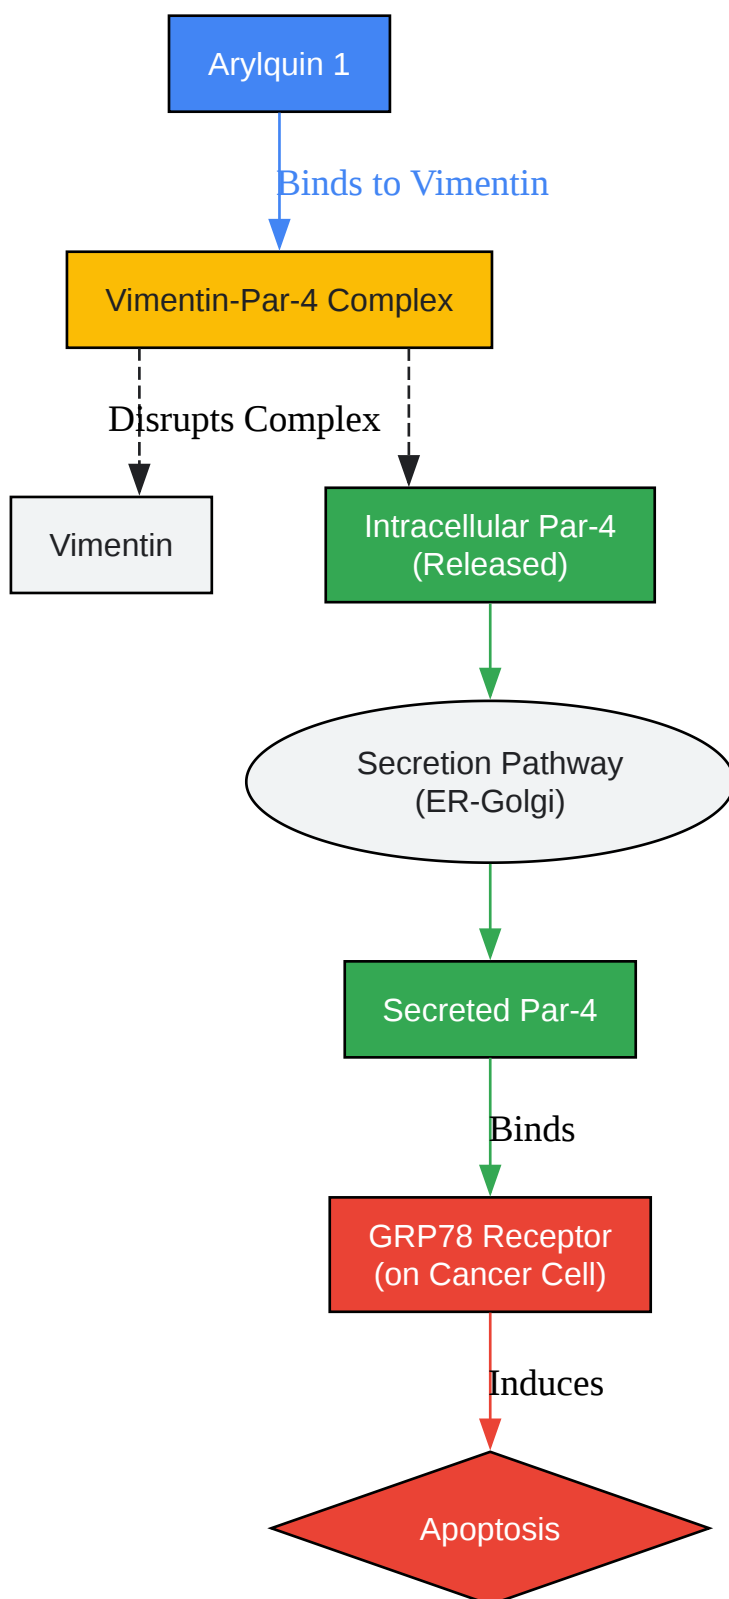 Arylquin 1
Binds to Vimentin
Vimentin-Par-4 Complex
Disrupts Complex
Vimentin
Intracellular Par-4
(Released)
Secretion Pathway
(ER-Golgi)
Secreted Par-4
Binds
GRP78 Receptor
(on Cancer Cell)
Induces
Apoptosis